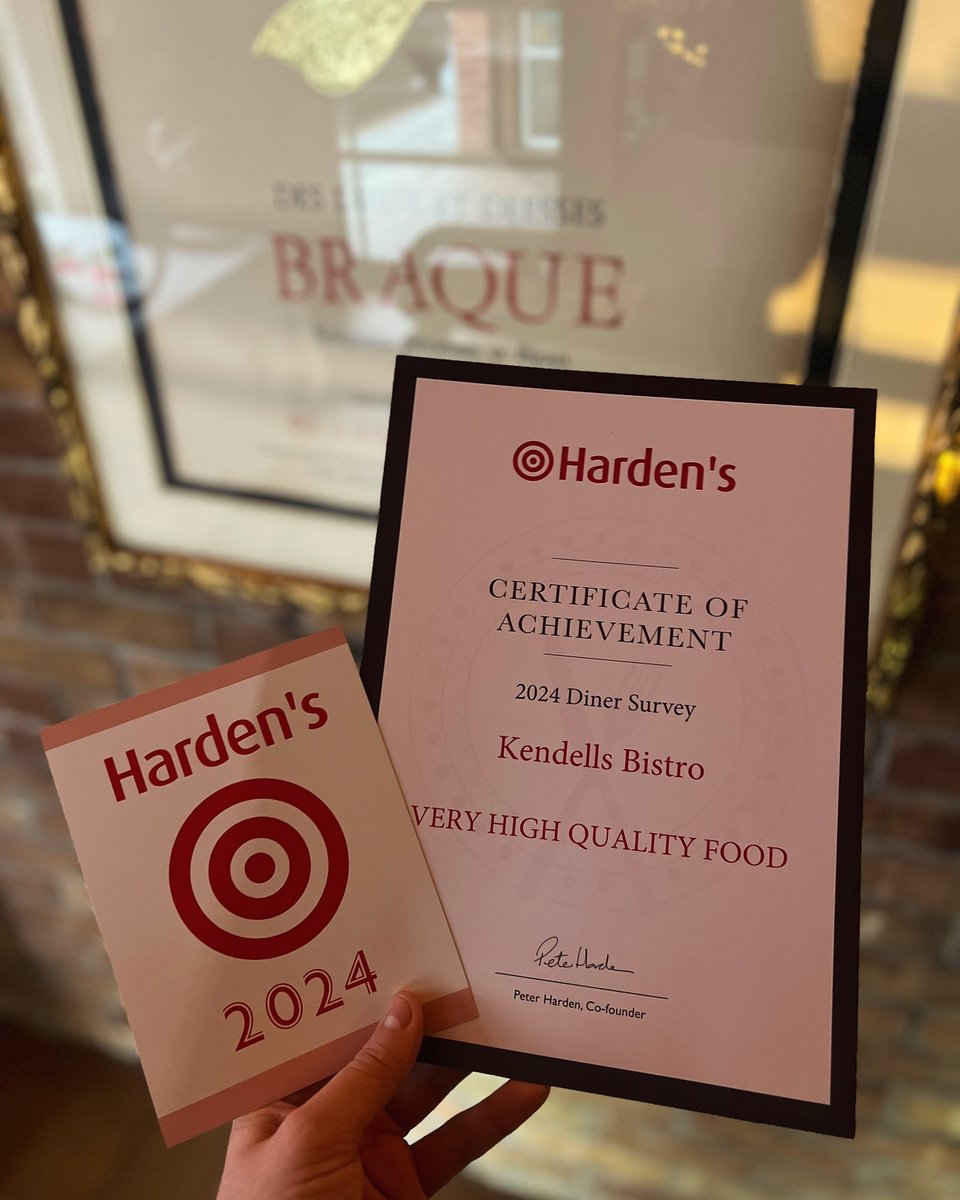 BRAQUE
Harden's
CERTIFICATE OF
ACHIEVEMENT
2024 Diner Survey
Kendells Bistro
VERY HIGH QUALITY FOOD
Peter Harden, Co-founder
Harden's
2024